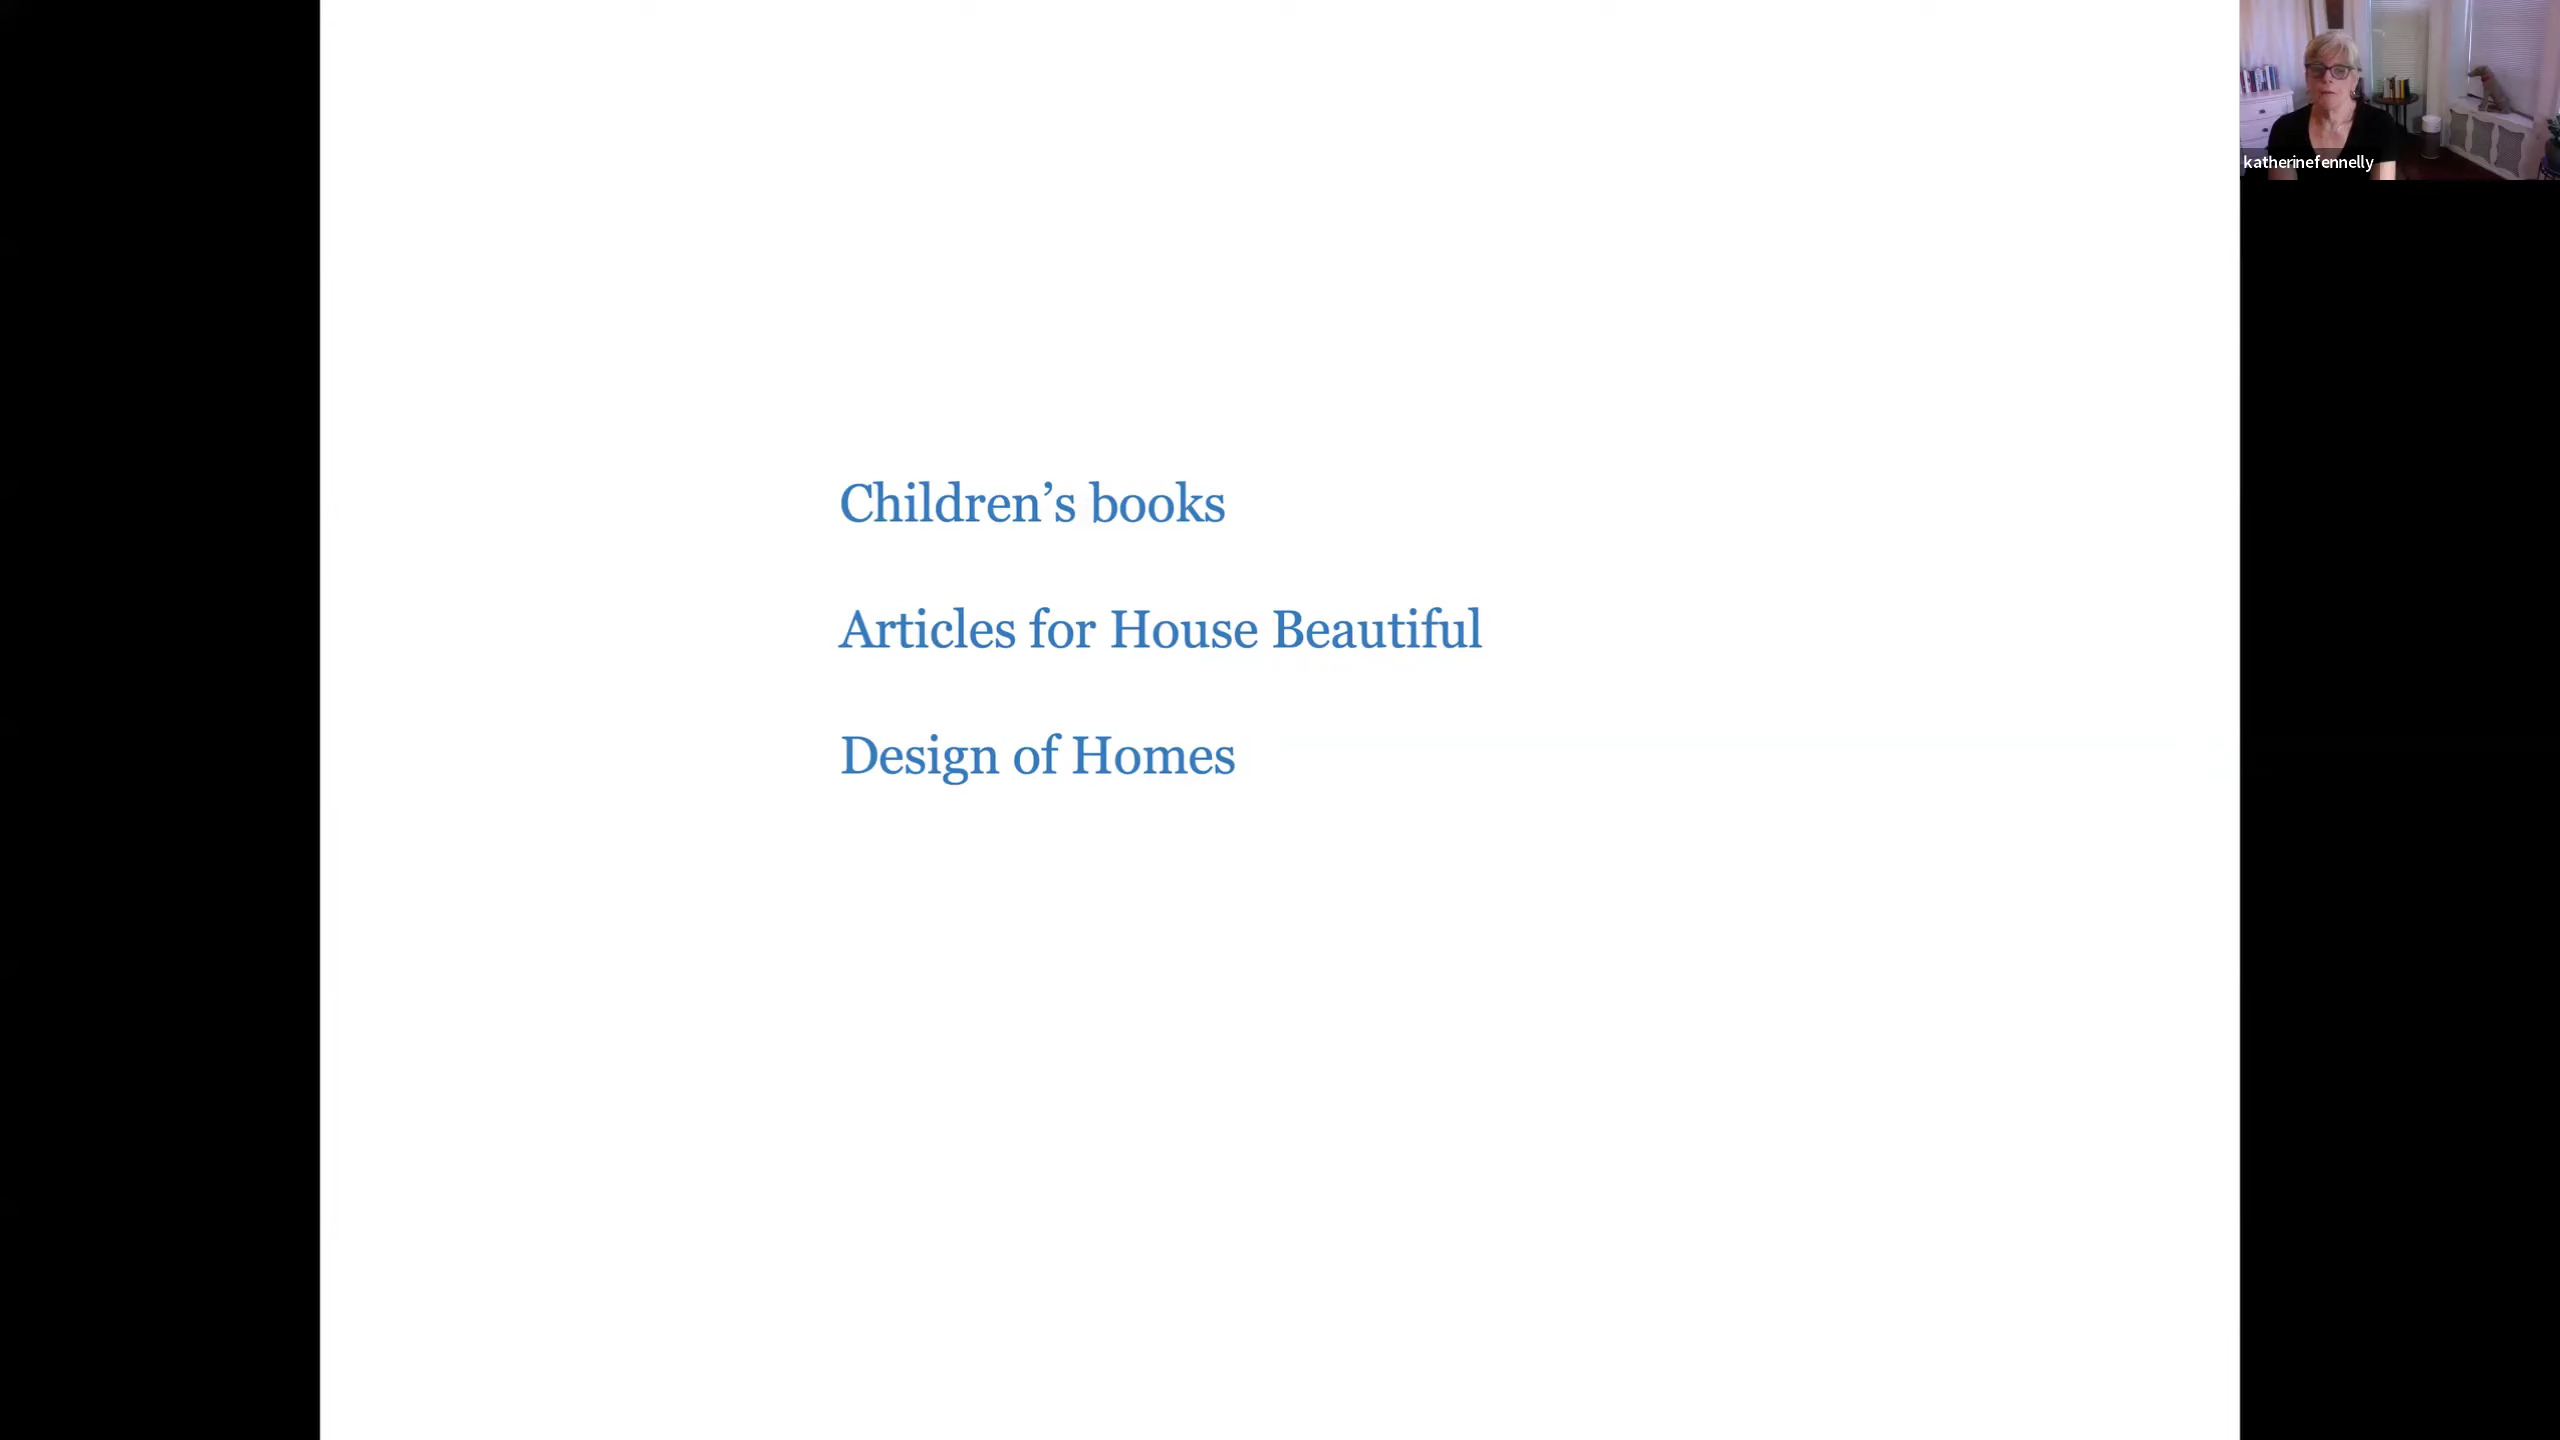 katherinefennelly
Children’s books
Articles for House Beautiful
Design of Homes